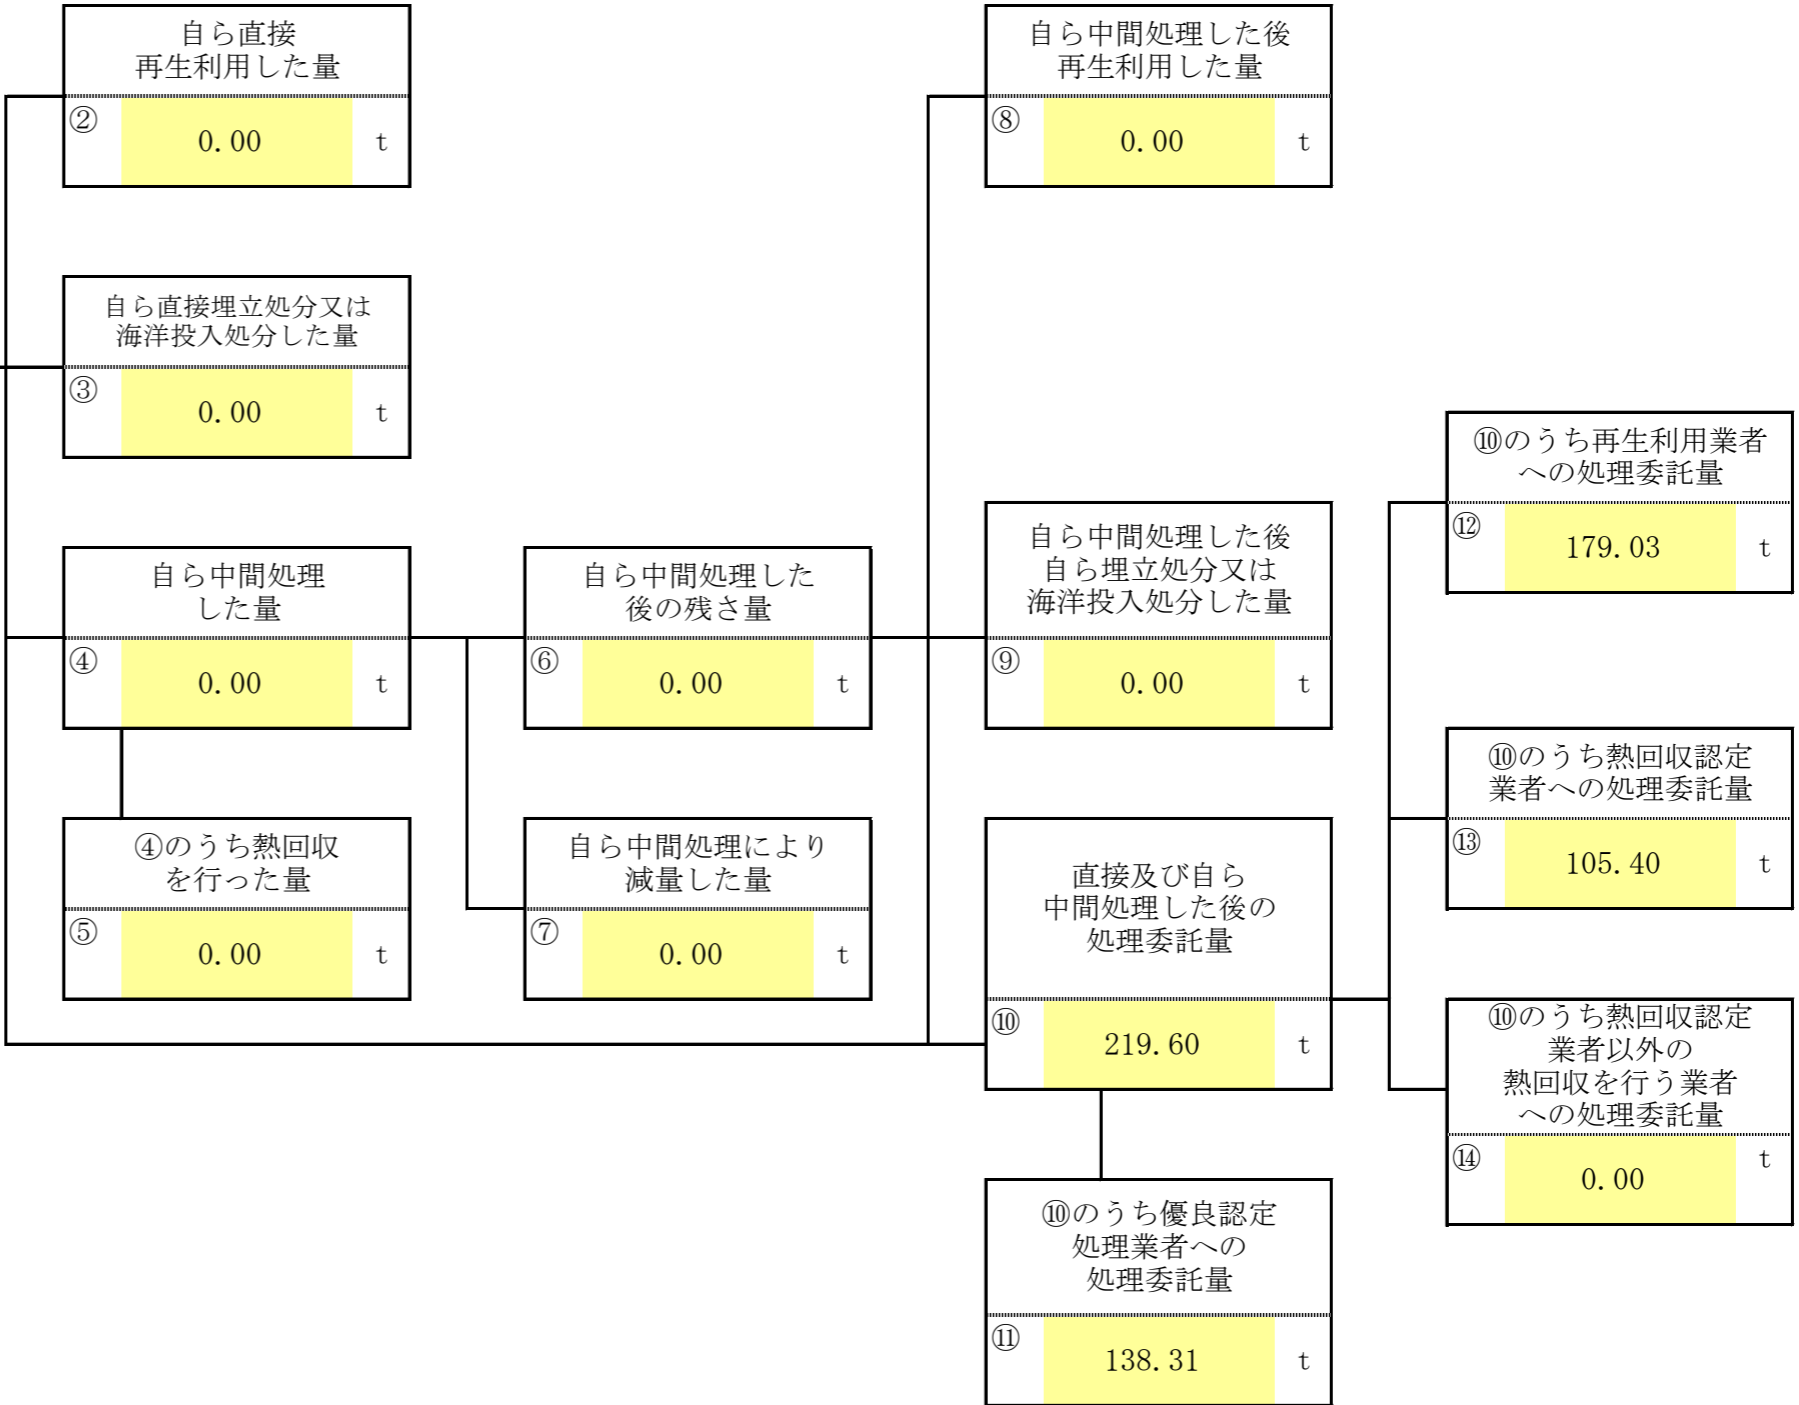 自ら直接
再生利用した量
②
0.00
t
自ら中間処理した後
再生利用した量
⑧
0.00
t
自ら直接埋立処分又は
海洋投入処分した量
③
0.00
t
⑩のうち再生利用業者
への処理委託量
⑫
179.03
t
自ら中間処理
した量
④
0.00
t
自ら中間処理した
後の残さ量
⑥
0.00
t
自ら中間処理した後
自ら埋立処分又は
海洋投入処分した量
⑨
0.00
t
⑩のうち熱回収認定
業者への処理委託量
⑬
105.40
t
④のうち熱回収
を行った量
⑤
0.00
t
自ら中間処理により
減量した量
⑦
0.00
t
直接及び自ら
中間処理した後の
処理委託量
⑩
219.60
t
⑩のうち熱回収認定
業者以外の
熱回収を行う業者
への処理委託量
⑭
0.00
t
⑩のうち優良認定
処理業者への
処理委託量
⑪
138.31
t